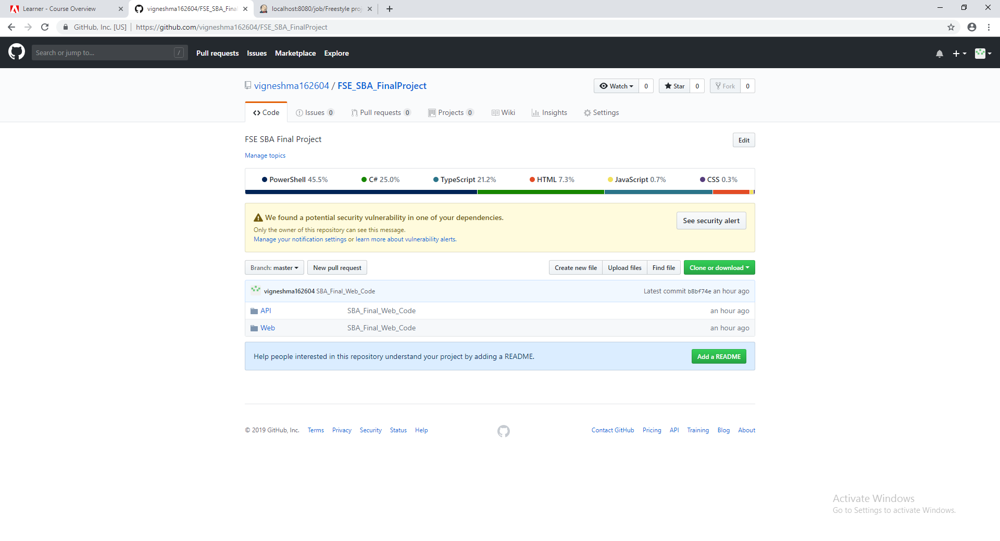 Learner - Course Overview
vigneshma162604/FSE_SBA_Final
localhost:8080/job/Freestyle proj
GitHub, Inc. [US]
https://github.com/vigneshma162604/FSE_SBA_FinalProject
Search or jump to...
/
Pull requests
Issues
Marketplace
Explore
vigneshma162604 / FSE_SBA_FinalProject
Watch 0
Star 0
Fork 0
Code
Issues 0
Pull requests 0
Projects 0
Wiki
Insights
Settings
FSE SBA Final Project
Edit
Manage topics
PowerShell 45.5%
C# 25.0%
TypeScript 21.2%
HTML 7.3%
JavaScript 0.7%
CSS 0.3%
We found a potential security vulnerability in one of your dependencies.
Only the owner of this repository can see this message.
Manage your notification settings or learn more about vulnerability alerts.
See security alert
Branch: master
New pull request
Create new file
Upload files
Find file
Clone or download
vigneshma162604 SBA_Final_Web_Code
Latest commit b8bf74e an hour ago
API SBA_Final_Web_Code an hour ago
Web SBA_Final_Web_Code an hour ago
Help people interested in this repository understand your project by adding a README.
Add a README
© 2019 GitHub, Inc.
Terms
Privacy
Security
Status
Help
Contact GitHub
Pricing
API
Training
Blog
About
Activate Windows
Go to Settings to activate Windows.